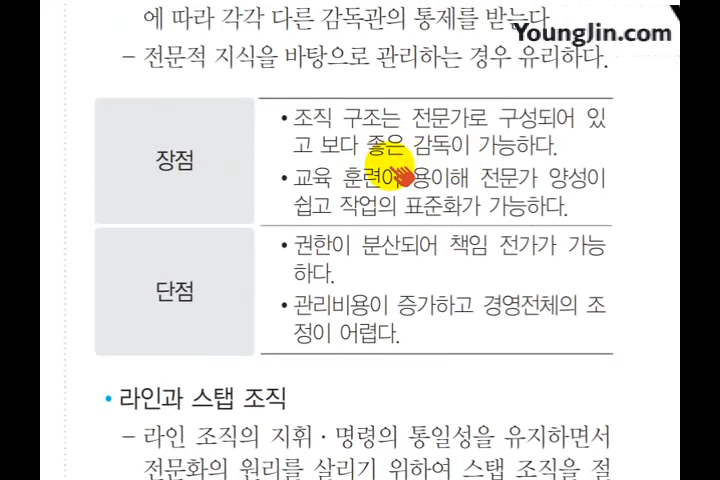 에 따라 각각 다른 감독관의 통제를 받는다.
YoungJin.com
– 전문적 지식을 바탕으로 관리하는 경우 유리하다.
장점
• 조직 구조는 전문가로 구성되어 있
고 보다 좋은 감독이 가능하다.
• 교육 훈련이 용이해 전문가 양성이
쉽고 작업의 표준화가 가능하다.
단점
• 권한이 분산되어 책임 전가가 가능
하다.
• 관리비용이 증가하고 경영전체의 조
정이 어렵다.
• 라인과 스탭 조직
– 라인 조직의 지휘 · 명령의 통일성을 유지하면서
전문화의 원리를 살리기 위하여 스탭 조직을 절